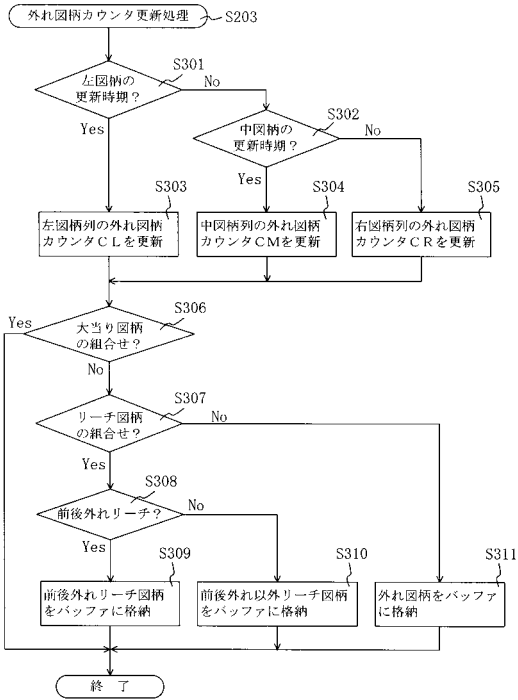 外れ図柄カウンタ更新処理
S203
S301
左図柄の
更新時期？
No
Yes
S302
中図柄の
更新時期？
No
Yes
S303
S304
S305
左図柄列の外れ図柄
カウンタＣＬを更新
中図柄列の外れ図柄
カウンタＣＭを更新
右図柄列の外れ図柄
カウンタＣＲを更新
S306
Yes
大当り図柄
の組合せ？
No
S307
リーチ図柄
の組合せ？
No
Yes
S308
前後外れリーチ？
No
Yes
S309
S310
S311
前後外れリーチ図柄
をバッファに格納
前後外れ以外リーチ図柄
をバッファに格納
外れ図柄をバッファ
に格納
終 了